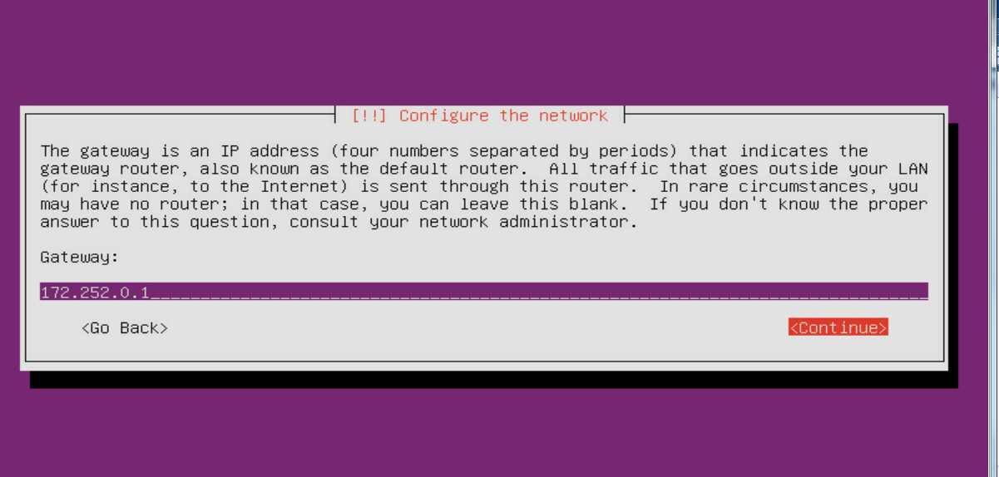 [!!] Configure the network
The gateway is an IP address (four numbers separated by periods) that indicates the
gateway router, also known as the default router.  All traffic that goes outside your LAN
(for instance, to the Internet) is sent through this router.  In rare circumstances, you
may have no router; in that case, you can leave this blank.  If you don't know the proper
answer to this question, consult your network administrator.
Gateway:
172.252.0.1
<Go Back> <Continue>